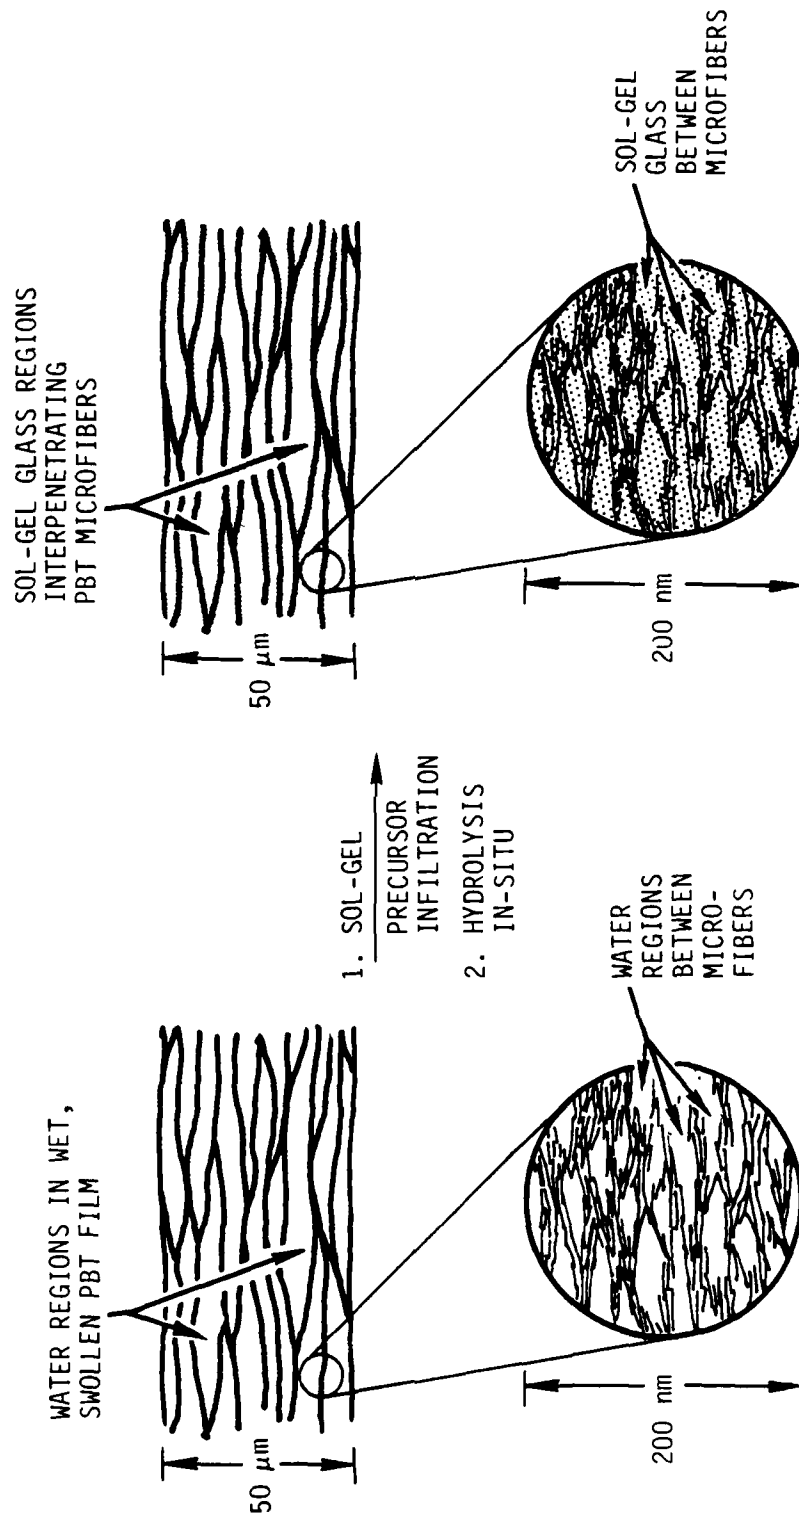 WATER REGIONS IN WET,
SWOLLEN PBT FILM
50 μm
200 nm
WATER
REGIONS
BETWEEN
MICRO-
FIBERS
1. SOL-GEL
PRECURSOR
INFILTRATION
2. HYDROLYSIS
IN-SITU
SOL-GEL GLASS REGIONS
INTERPENETRATING
PBT MICROFIBERS
50 μm
200 nm
SOL-GEL
GLASS
BETWEEN
MICROFIBERS